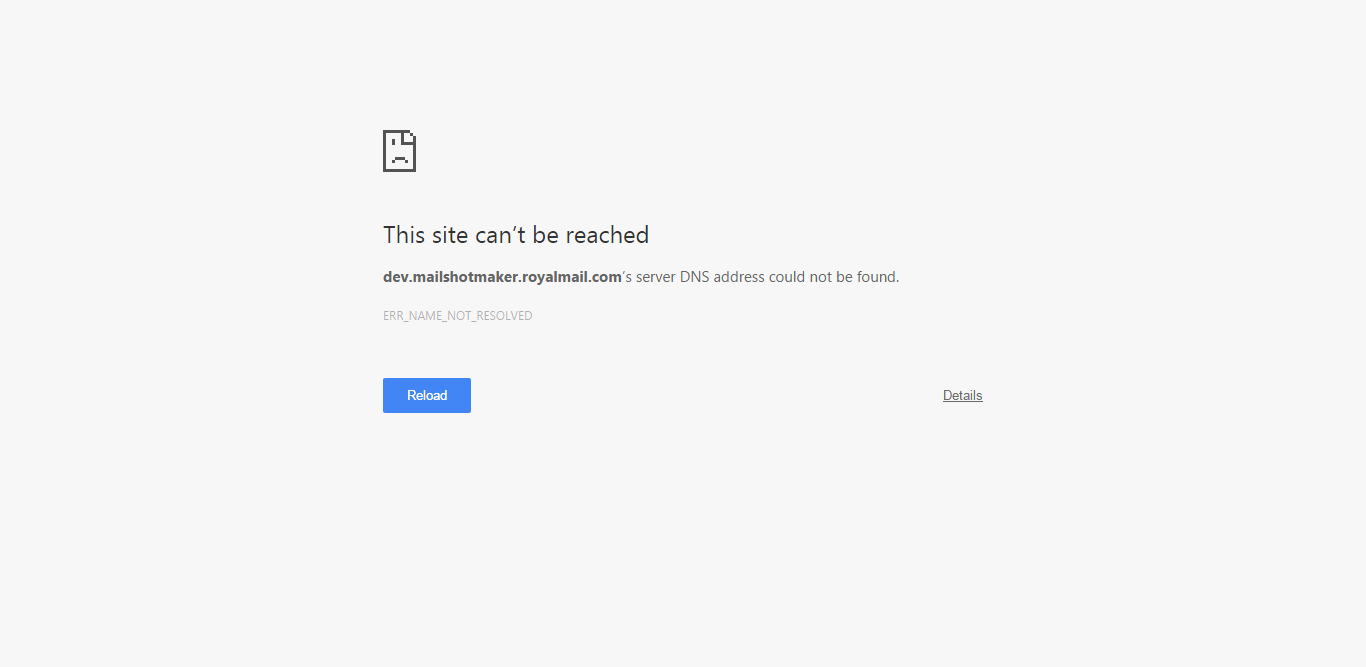 This site can’t be reached
dev.mailshotmaker.royalmail.com’s server DNS address could not be found.
ERR_NAME_NOT_RESOLVED
Reload
Details